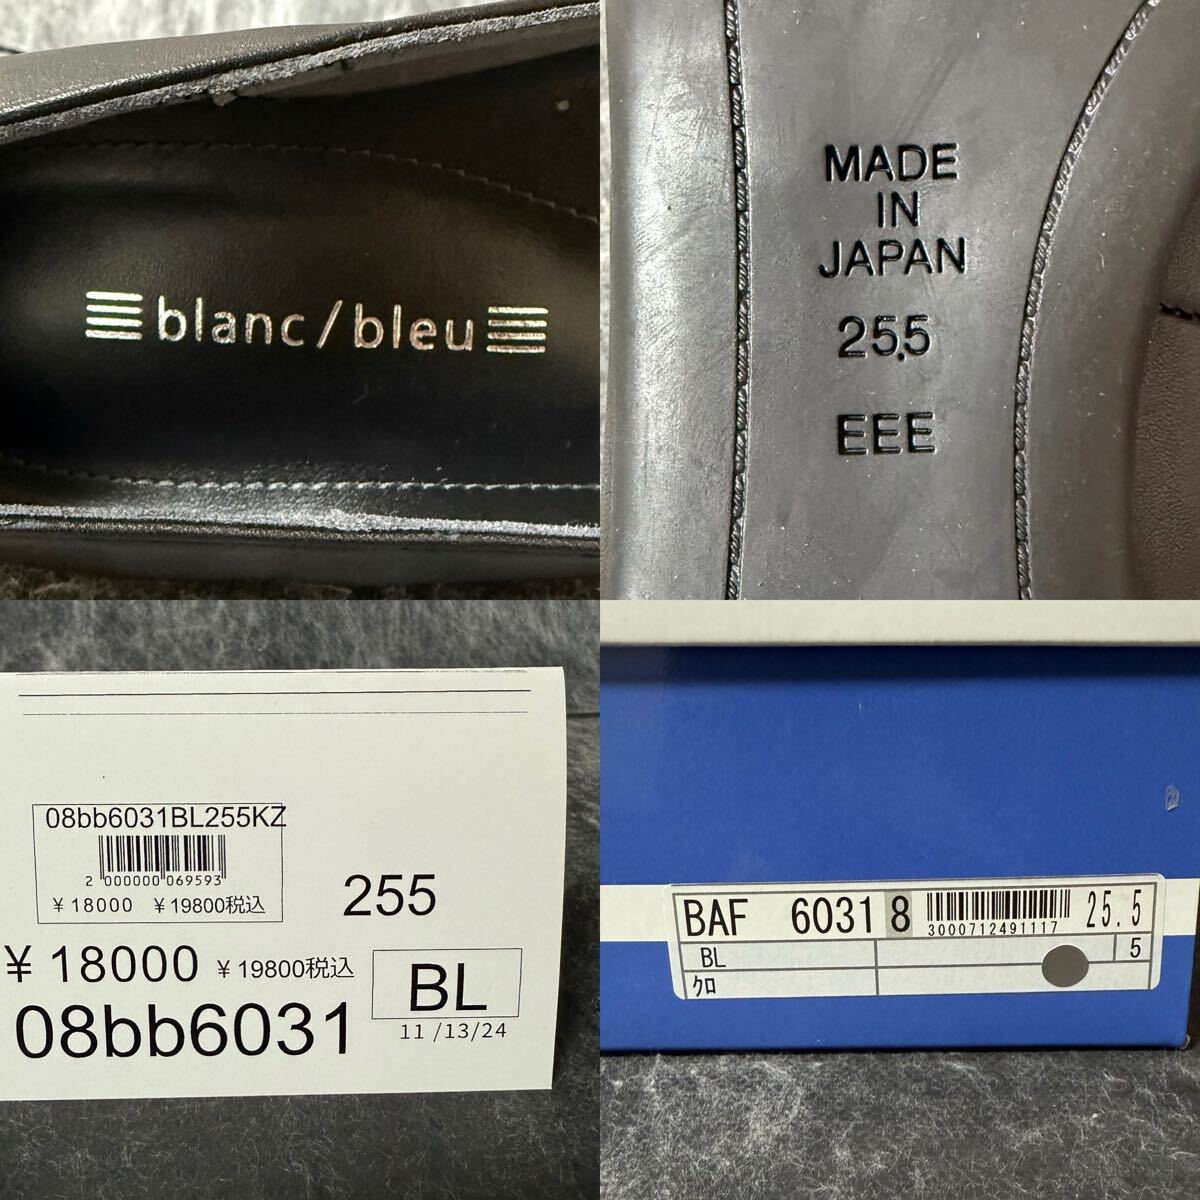 blanc/bleu
MADE
IN
JAPAN
25.5
EEE
08bb6031BL255KZ
2 000000 069593
¥18000 ¥19800税込
255
¥18000 ¥19800税込
BL
08bb6031
11/13/24
BAF 6031 8
3000712491117
25.5
BL
5
クロ